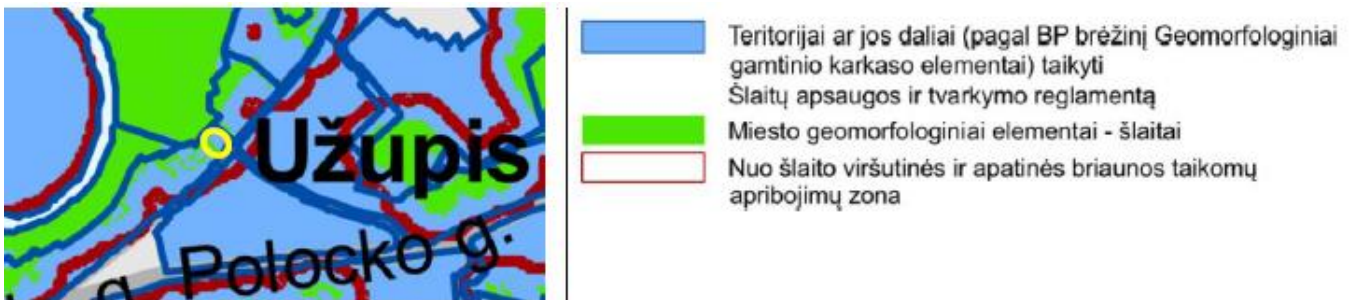 Užupis
g. Polocko g.
Teritorijai ar jos daliai (pagal BP brėžinį Geomorfologiniai
gamtinio karkaso elementai) taikyti
Šlaitų apsaugos ir tvarkymo reglamentą
Miesto geomorfologiniai elementai - šlaitai
Nuo šlaito viršutinės ir apatinės briaunos taikomų
apribojimų zona